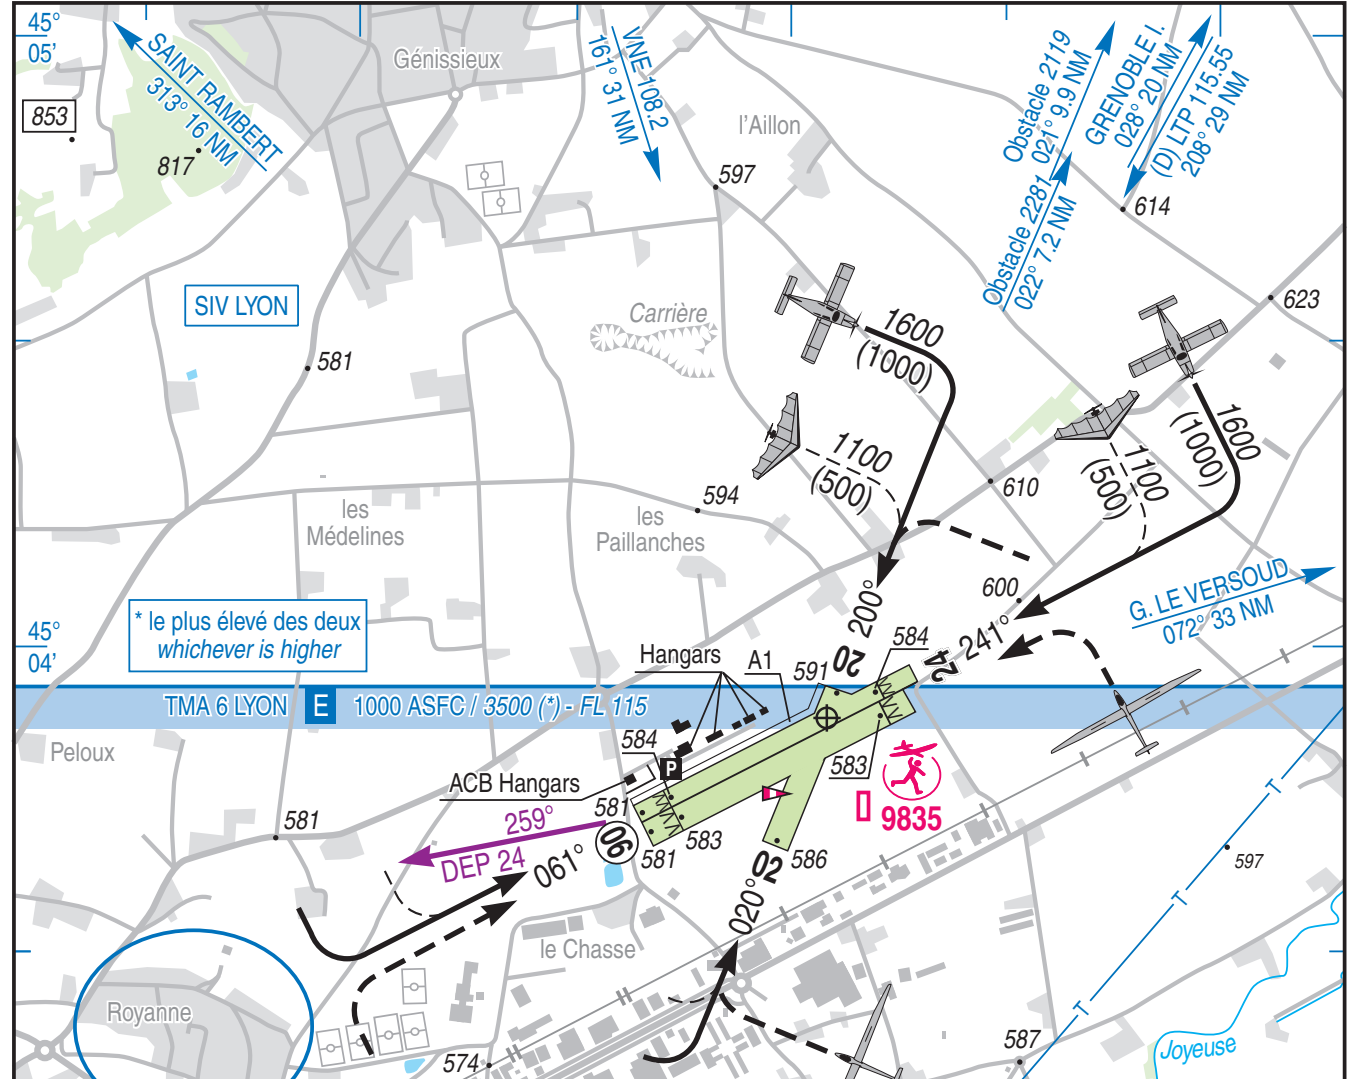 45°
05'
SAINT RAMBERT
313° 16 NM
853
817
Génissieux
VNE 108.2
161° 31 NM
l'Aillon
597
Obstacle 2119
021° 9.9 NM
GRENOBLE I.
028° 20 NM
(D) LTP 115.55
208° 29 NM
Obstacle 2281
022° 7.2 NM
614
623
SIV LYON
Carrière
581
1600
(1000)
1100
(500)
1600
(1000)
1100
(500)
610
594
les
Médelines
les
Paillanches
600
G. LE VERSOUD
072° 33 NM
45°
04'
* le plus élevé des deux
whichever is higher
200°
20
584
241°
24
Hangars
A1
591
TMA 6 LYON E 1000 ASFC / 3500 (*) - FL 115
584
P
583
Peloux
ACB Hangars
581
9835
259°
DEP 24
06
061°
581
583
581
586
02
020°
597
le Chasse
Royanne
574
587
Joyeuse
T
T
T